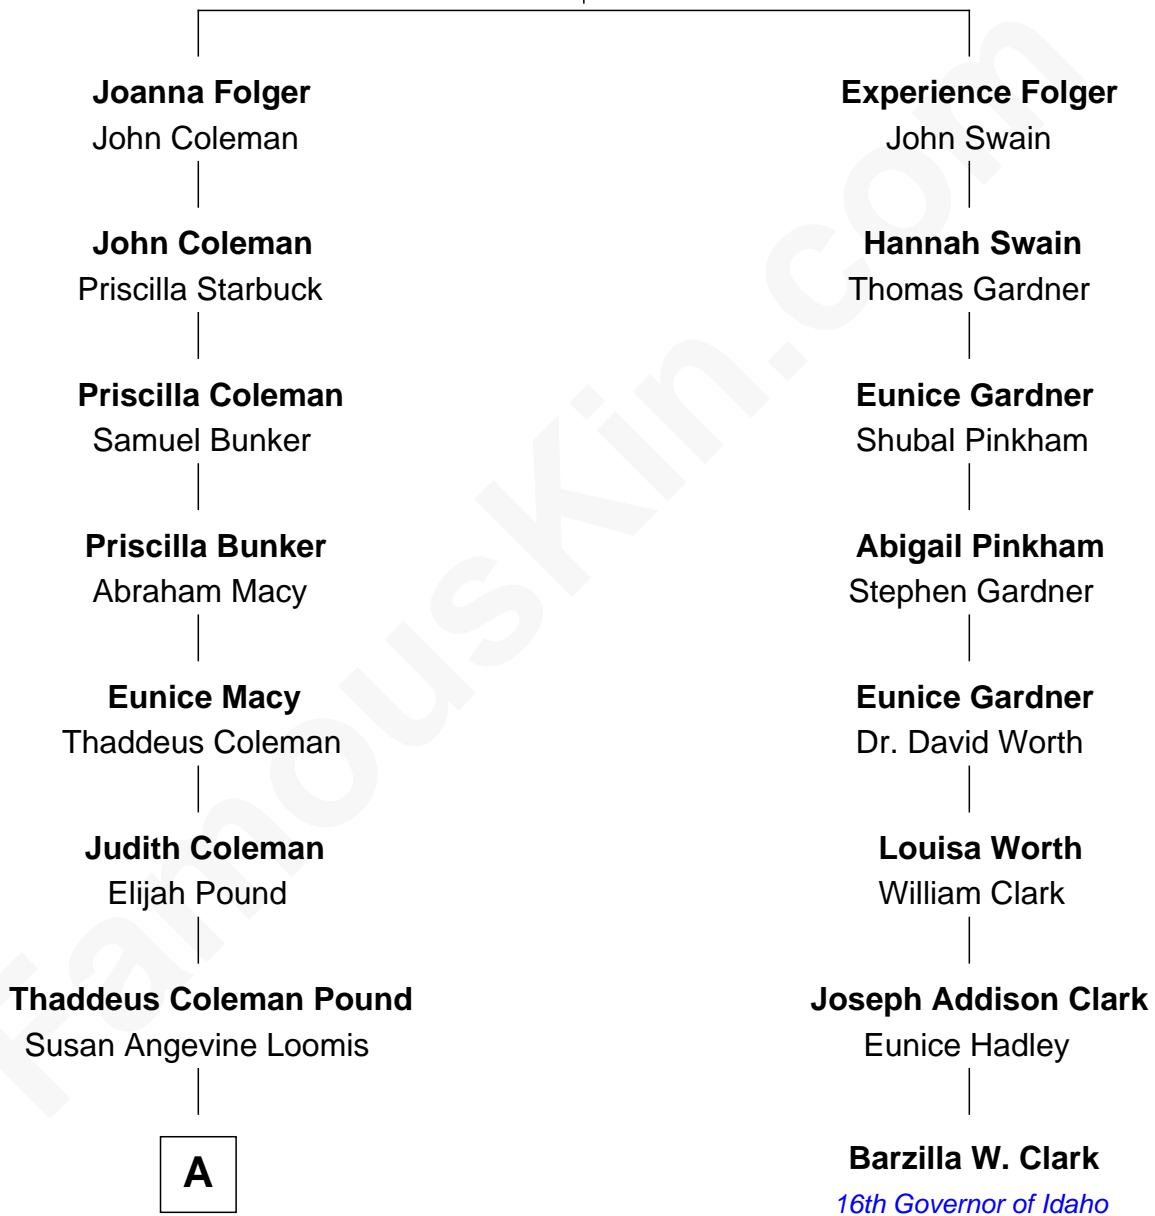 Joanna Folger
John Coleman
Experience Folger
John Swain
John Coleman
Priscilla Starbuck
Hannah Swain
Thomas Gardner
Priscilla Coleman
Samuel Bunker
Eunice Gardner
Shubal Pinkham
Priscilla Bunker
Abraham Macy
Abigail Pinkham
Stephen Gardner
Eunice Macy
Thaddeus Coleman
Eunice Gardner
Dr. David Worth
Judith Coleman
Elijah Pound
Louisa Worth
William Clark
Thaddeus Coleman Pound
Susan Angevine Loomis
Joseph Addison Clark
Eunice Hadley
A
Barzilla W. Clark
16th Governor of Idaho
FamousKin.com